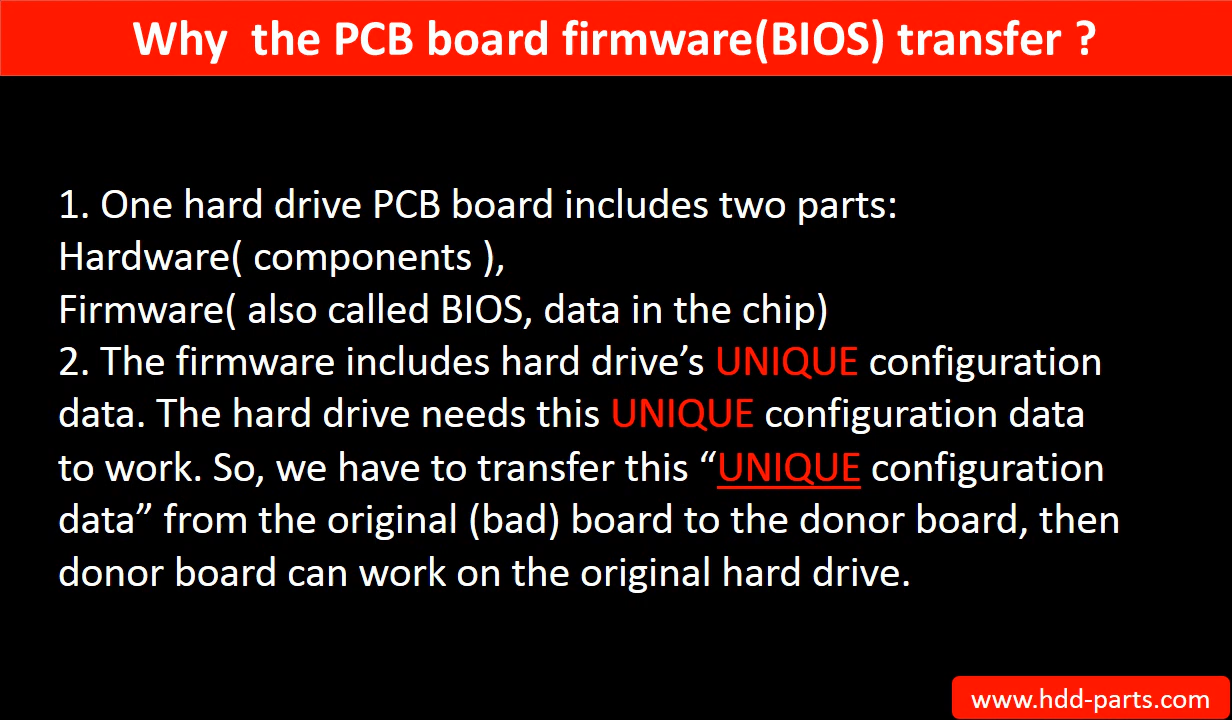 Why  the PCB board firmware(BIOS) transfer ?
1. One hard drive PCB board includes two parts:
Hardware( components ),
Firmware( also called BIOS, data in the chip)
2. The firmware includes hard drive’s UNIQUE configuration
data. The hard drive needs this UNIQUE configuration data
to work. So, we have to transfer this “UNIQUE configuration
data” from the original (bad) board to the donor board, then
donor board can work on the original hard drive.
www.hdd-parts.com